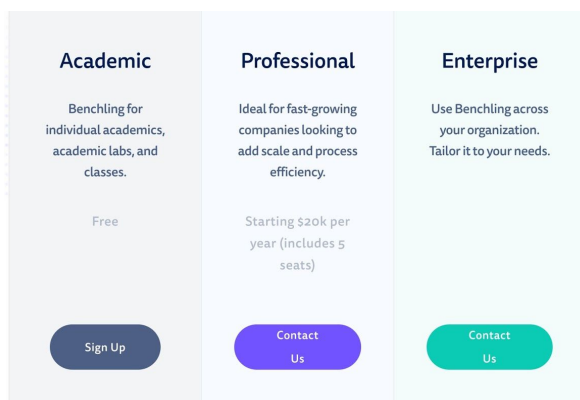 Academic
Benchling for
individual academics,
academic labs, and
classes.
Free
Sign Up
Professional
Ideal for fast-growing
companies looking to
add scale and process
efficiency.
Starting $20k per
year (includes 5
seats)
Contact
Us
Enterprise
Use Benchling across
your organization.
Tailor it to your needs.
Contact
Us